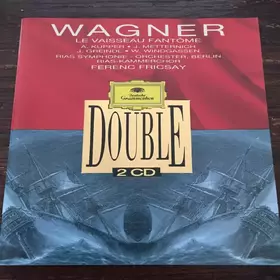 WAGNER
LE VAISSEAU FANTÔME
A. KUPPER • J. METTERNICH
J. GREINDL • W. WINDGASSEN
RIAS SYMPHONIE - ORCHESTER, BERLIN
RIAS-KAMMERCHOR
FERENC FRICSAY
Deutsche
Grammophon
DOUBLE
2 CD